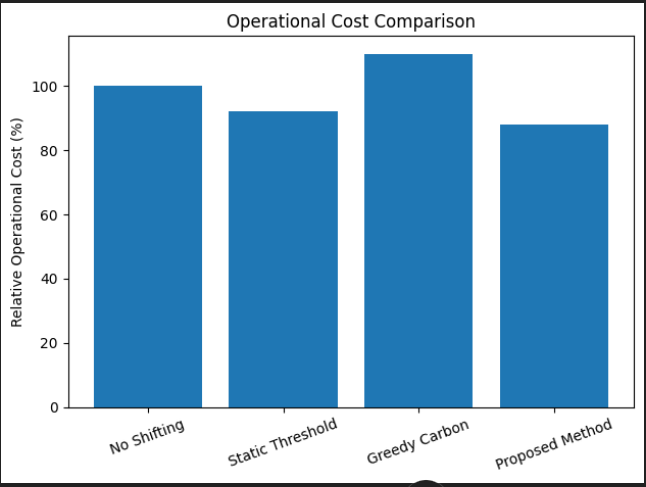 Operational Cost Comparison
Relative Operational Cost (%)
100
80
60
40
20
0
No Shifting
Static Threshold
Greedy Carbon
Proposed Method